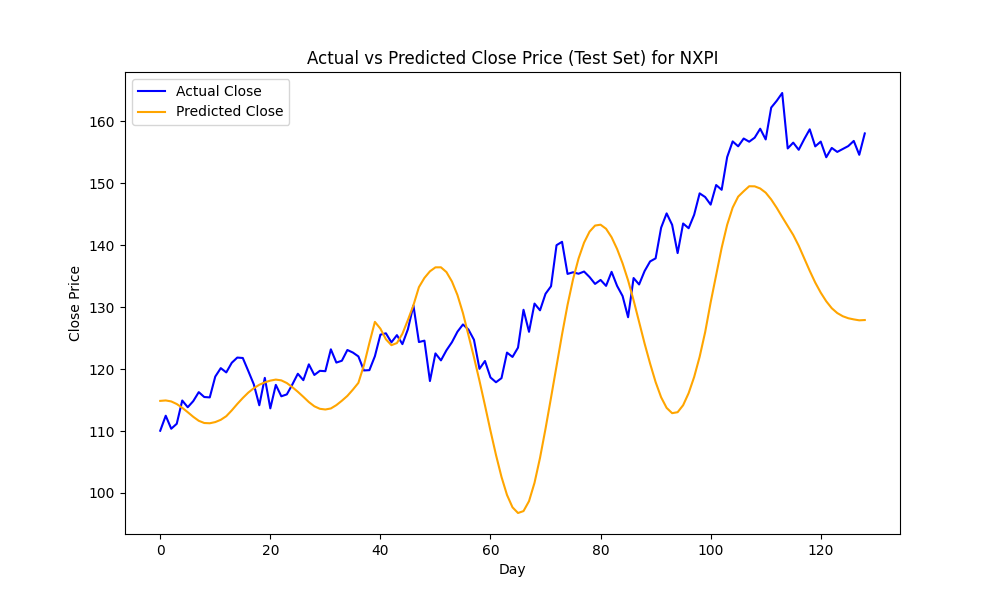 Actual vs Predicted Close Price (Test Set) for NXPI
Actual Close
Predicted Close
160
150
140
130
120
110
100
Close Price
0 20 40 60 80 100 120
Day